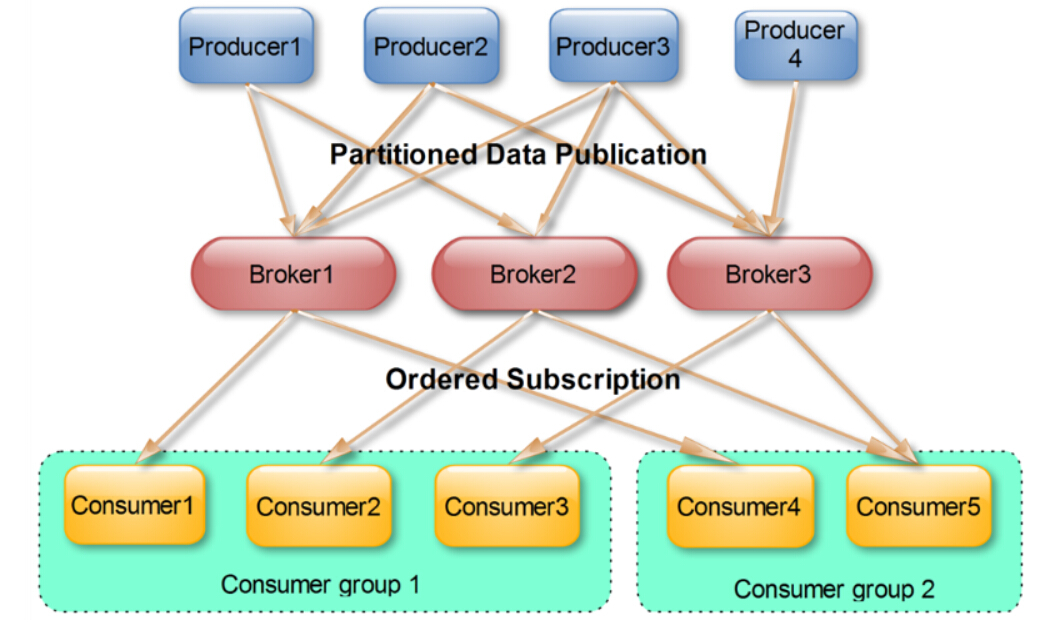 Producer1
Producer2
Producer3
Producer
4
Partitioned Data Publication
Broker1
Broker2
Broker3
Ordered Subscription
Consumer1
Consumer2
Consumer3
Consumer4
Consumer5
Consumer group 1
Consumer group 2